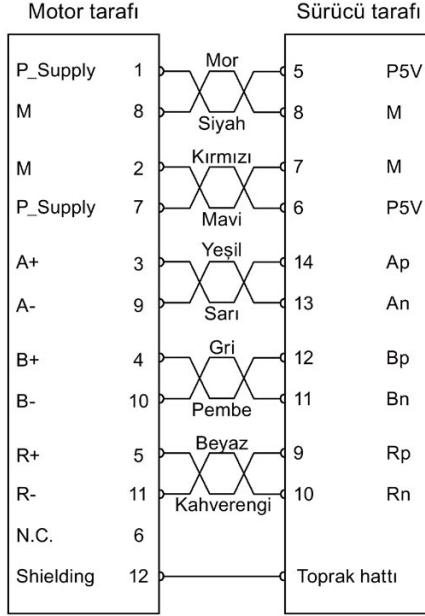 Motor tarafı Sürücü tarafı
P_Supply 1 Mor 5 P5V
M 8 Siyah 8 M
M 2 Kırmızı 7 M
P_Supply 7 Mavi 6 P5V
A+ 3 Yeşil 14 Ap
A- 9 Sarı 13 An
B+ 4 Gri 12 Bp
B- 10 Pembe 11 Bn
R+ 5 Beyaz 9 Rp
R- 11 Kahverengi 10 Rn
N.C. 6
Shielding 12 Toprak hattı